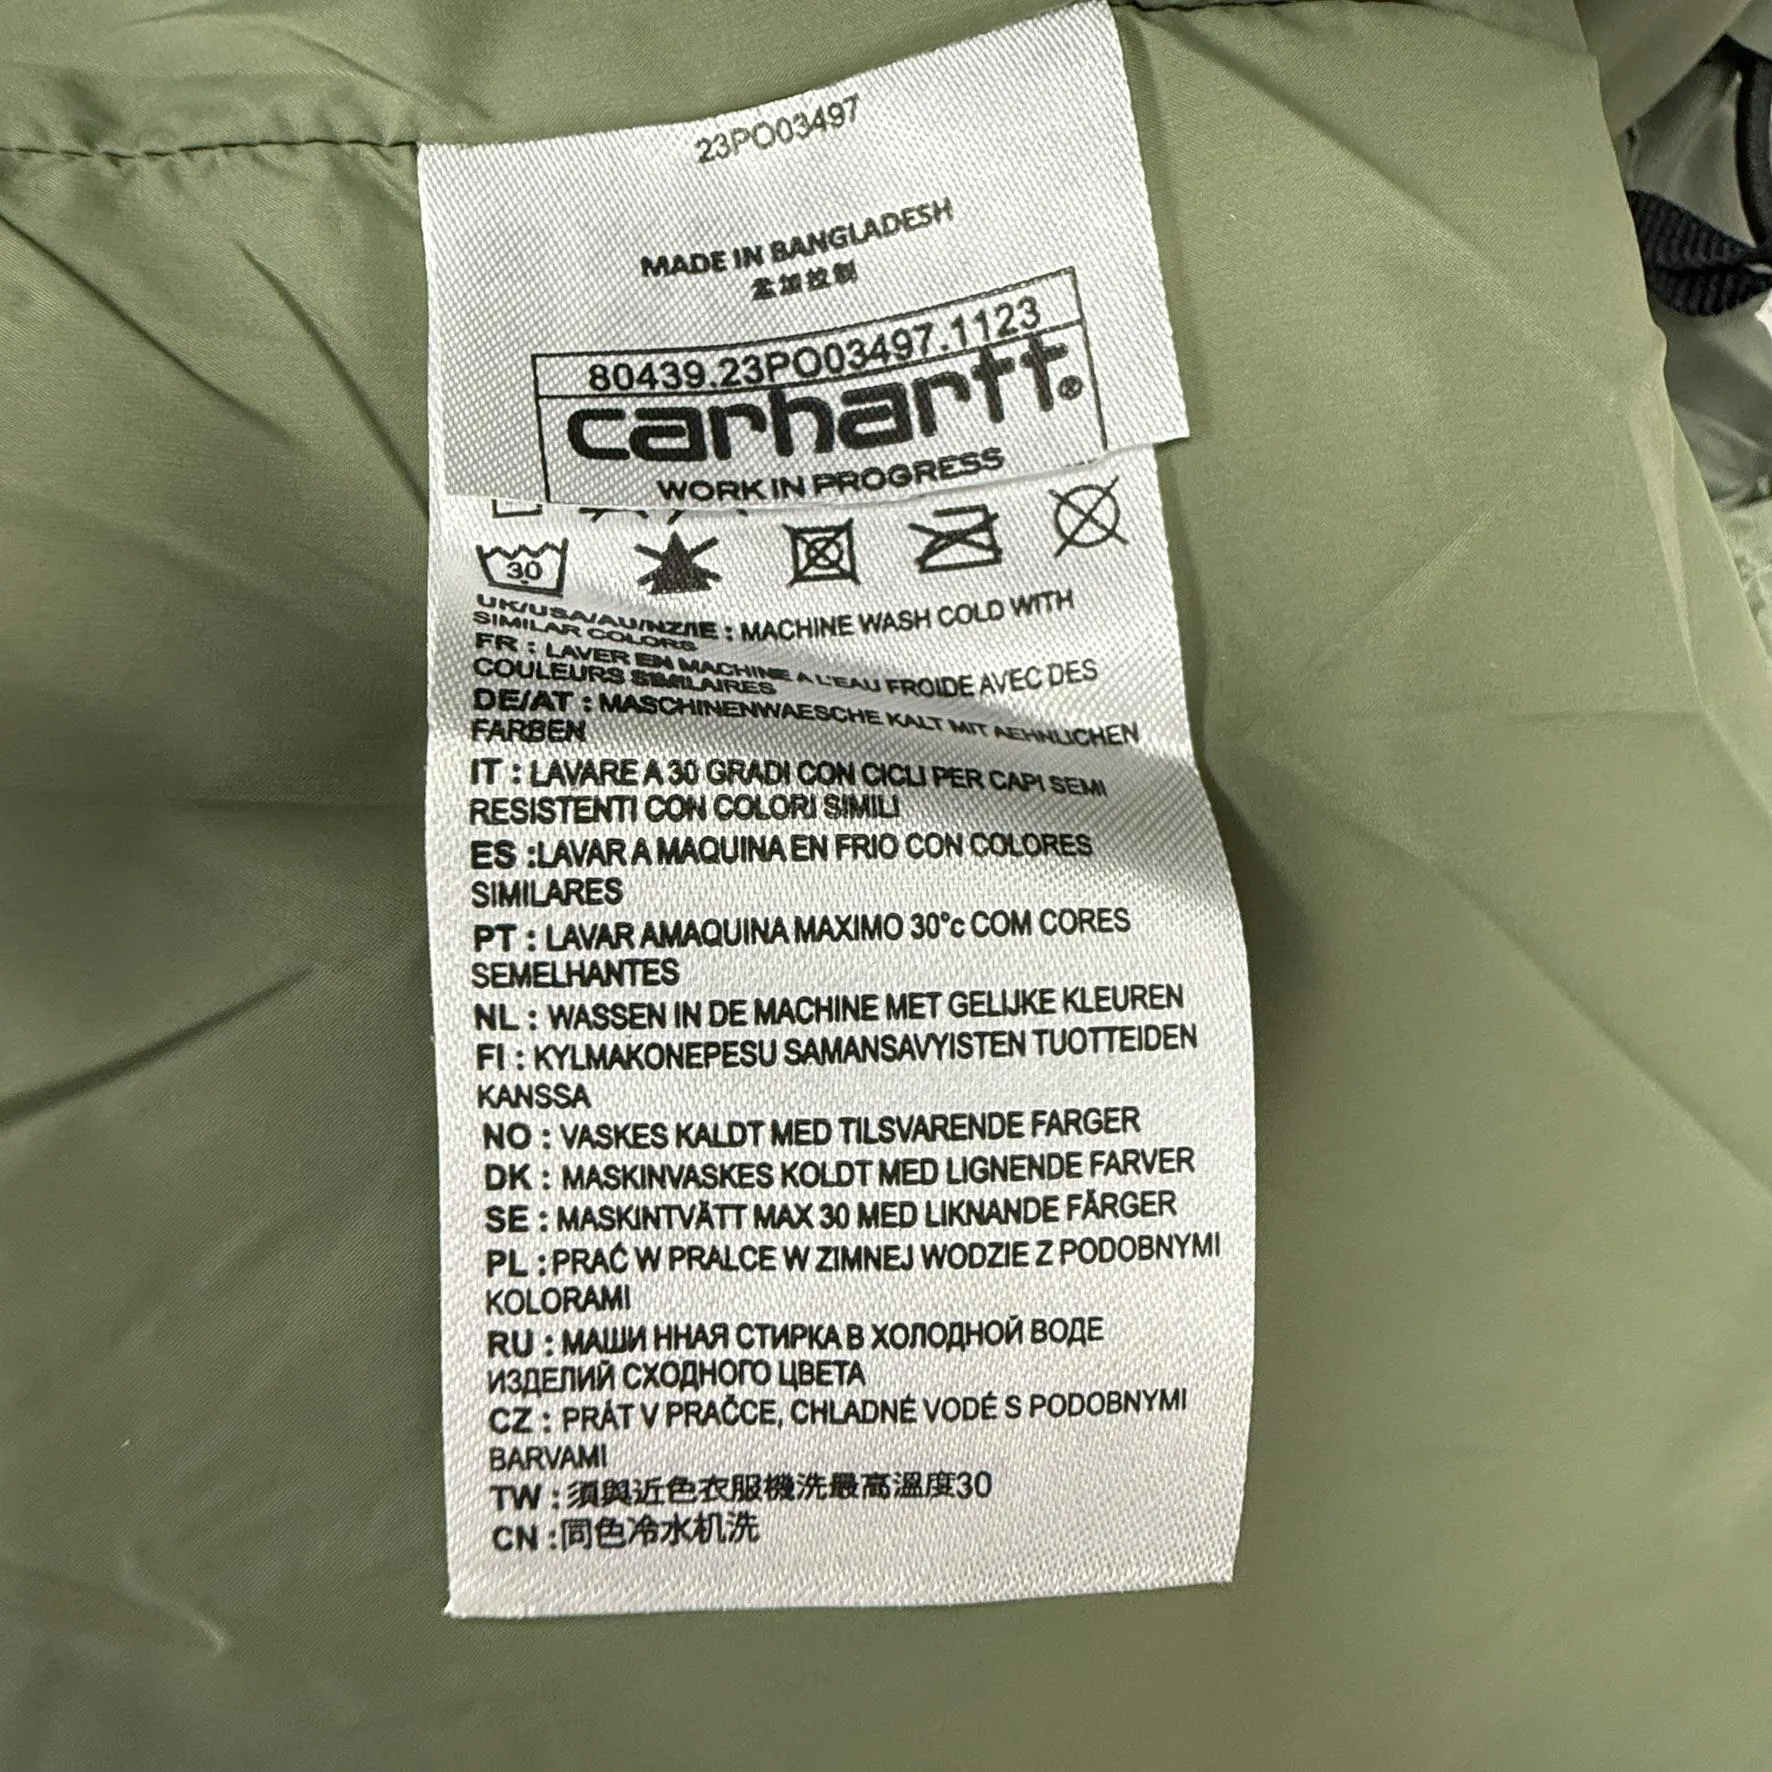 23PO03497
MADE IN BANGLADESH
80439.23PO03497.1123
carhartt®
WORK IN PROGRESS
30
UK/USA/AU/NZ/IE : MACHINE WASH COLD WITH
SIMILAR COLORS
FR : LAVER EN MACHINE A L'EAU FROIDE AVEC DES
COULEURS SIMILAIRES
DE/AT : MASCHINENWAESCHE KALT MIT AEHNLICHEN
FARBEN
IT : LAVARE A 30 GRADI CON CICLI PER CAPI SEMI
RESISTENTI CON COLORI SIMILI
ES :LAVAR A MAQUINA EN FRIO CON COLORES
SIMILARES
PT : LAVAR AMAQUINA MAXIMO 30°c COM CORES
SEMELHANTES
NL : WASSEN IN DE MACHINE MET GELIJKE KLEUREN
FI : KYLMAKONEPESU SAMANSAVYISTEN TUOTTEIDEN
KANSSA
NO : VASKES KALDT MED TILSVARENDE FARGER
DK : MASKINVASKES KOLDT MED LIGNENDE FARVER
SE : MASKINTVÄTT MAX 30 MED LIKNANDE FÄRGER
PL :PRAĆ W PRALCE W ZIMNEJ WODZIE Z PODOBNYMI
KOLORAMI
RU : МАШИ ННАЯ СТИРКА В ХОЛОДНОЙ ВОДЕ
ИЗДЕЛИЙ СХОДНОГО ЦВЕТА
CZ : PRÁT V PRAČCE, CHLADNÉ VODÉ S PODOBNYMI
BARVAMI
TW :須與近色衣服機洗最高溫度30
CN :同色冷水机洗